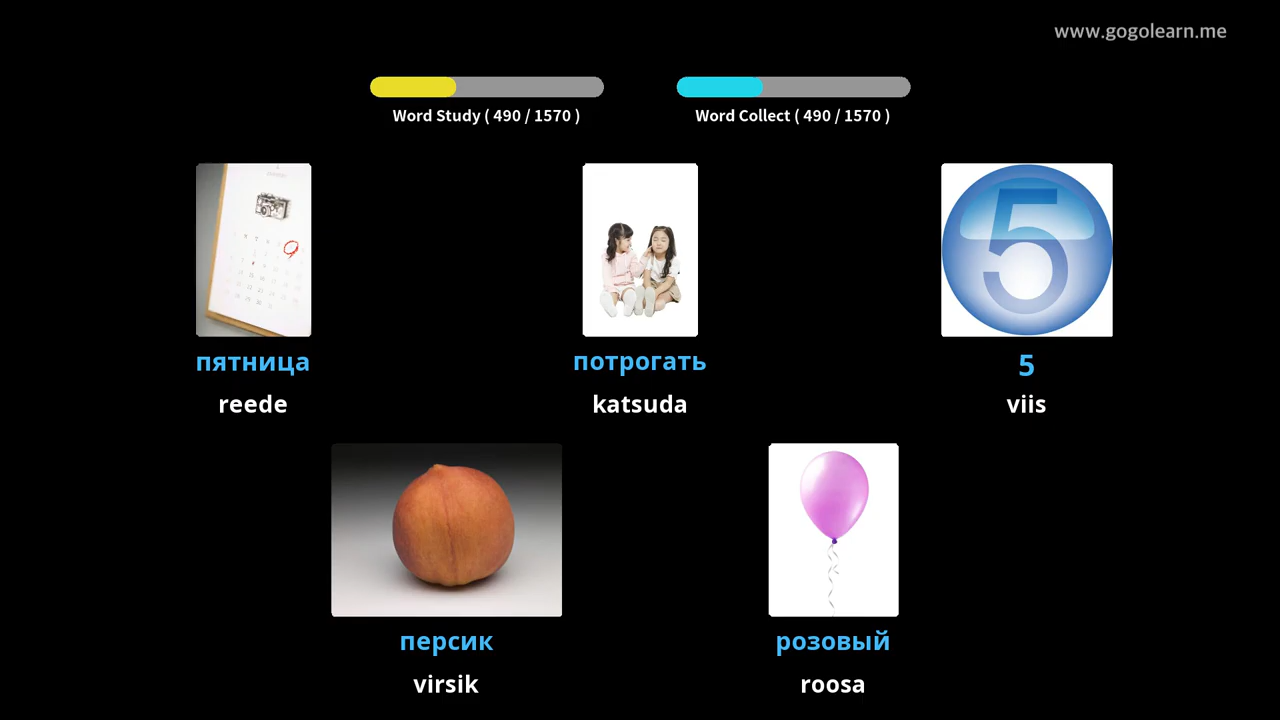 www.gogolearn.me
Word Study ( 490 / 1570 )
Word Collect ( 490 / 1570 )
5
пятница
потрогать
5
reede
katsuda
viis
персик
розовый
virsik
roosa